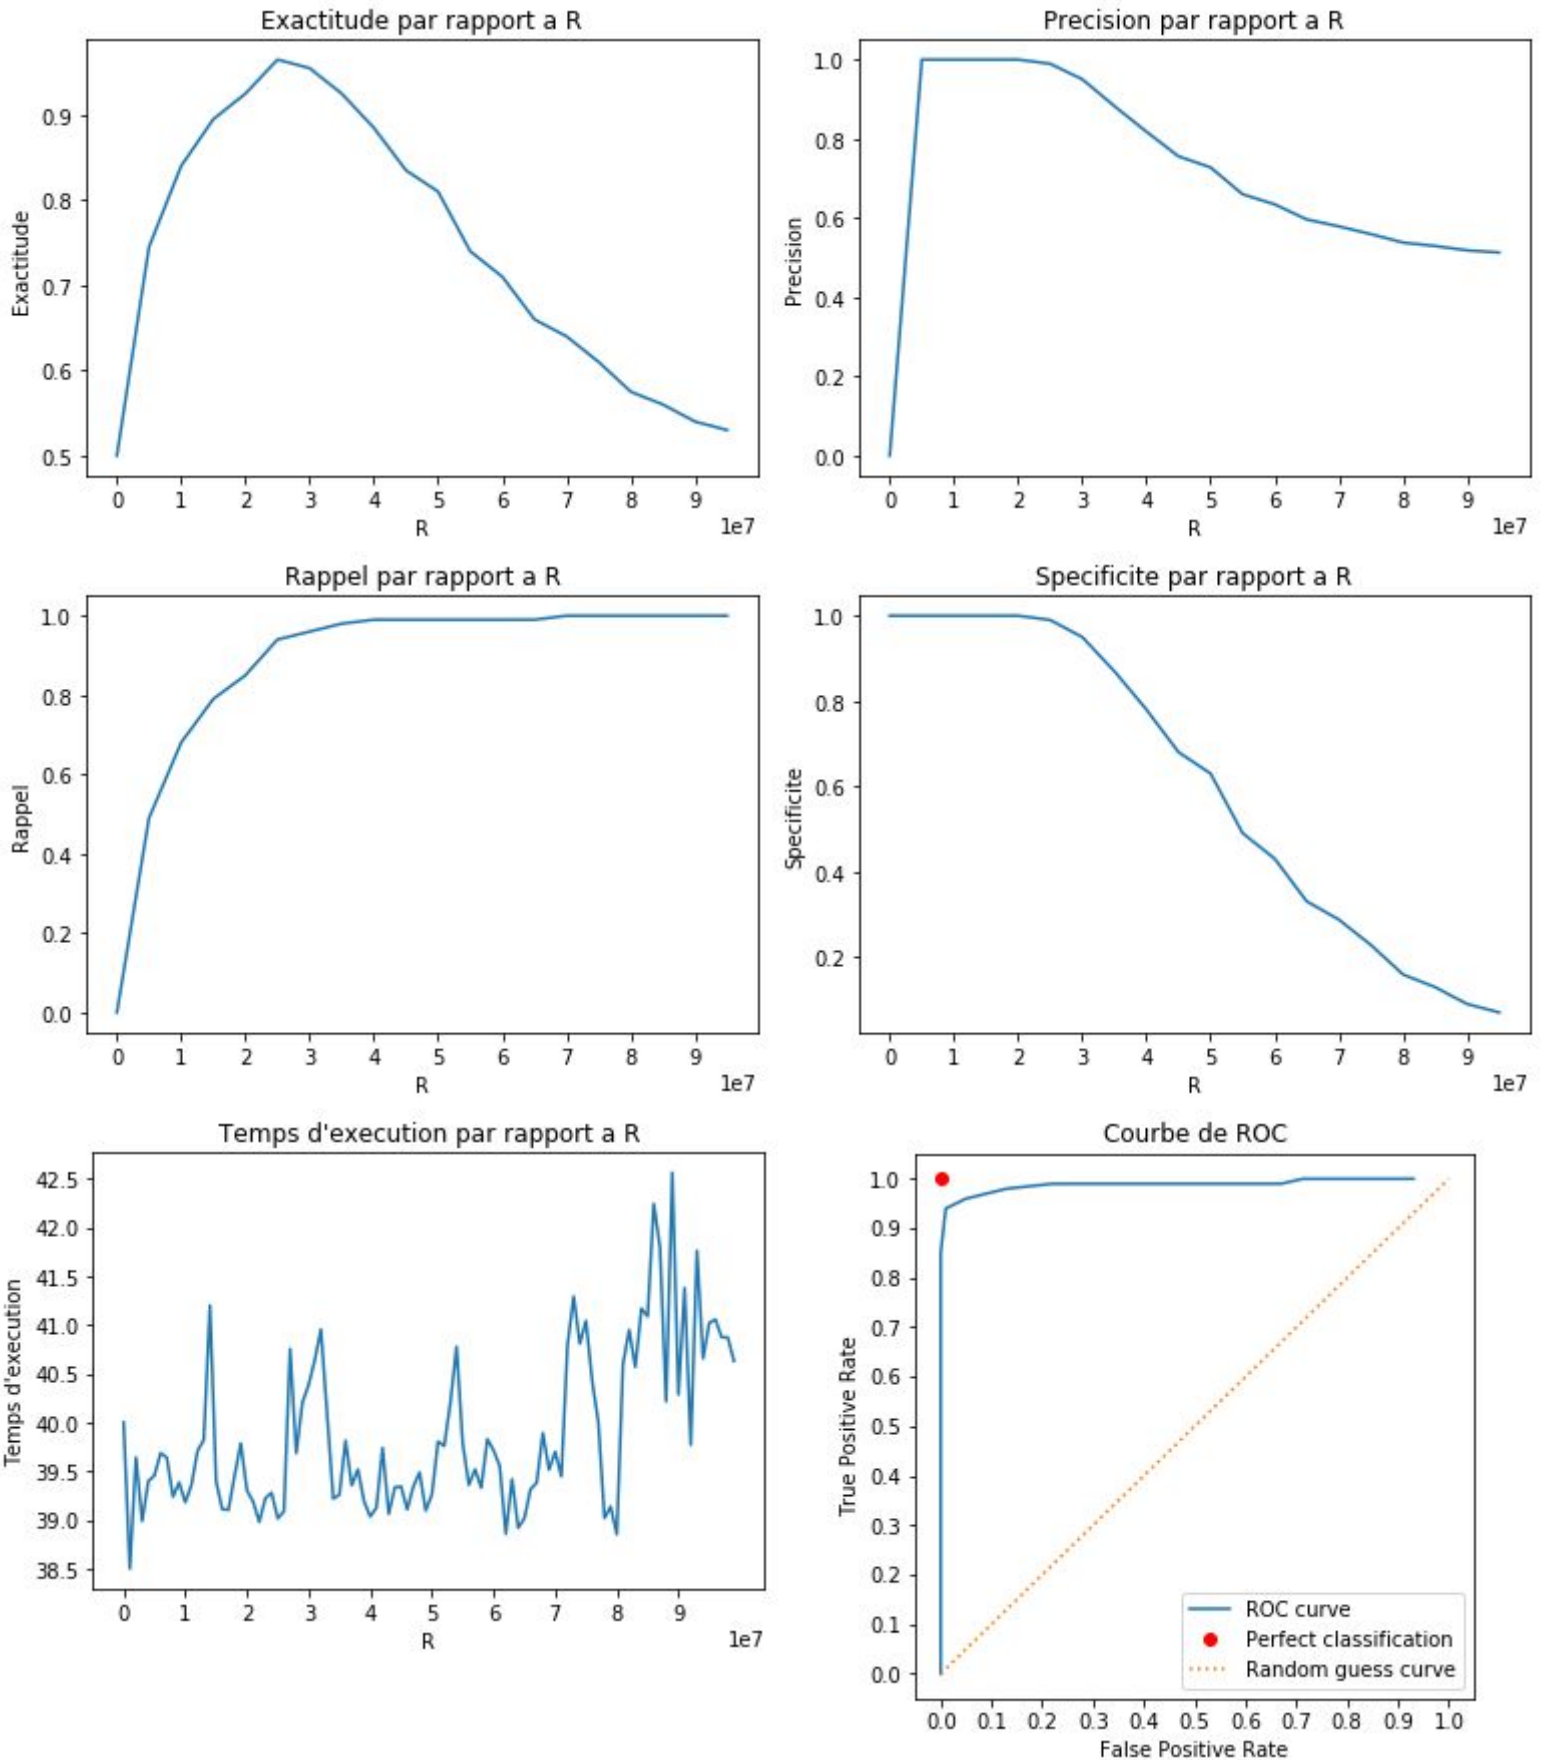 Exactitude par rapport a R
Exactitude
0.9
0.8
0.7
0.6
0.5
0 1 2 3 4 5 6 7 8 9
1e7
R
Precision par rapport a R
Precision
1.0
0.8
0.6
0.4
0.2
0.0
0 1 2 3 4 5 6 7 8 9
1e7
R
Rappel par rapport a R
Rappel
1.0
0.8
0.6
0.4
0.2
0.0
0 1 2 3 4 5 6 7 8 9
1e7
R
Specificite par rapport a R
Specificite
1.0
0.8
0.6
0.4
0.2
0 1 2 3 4 5 6 7 8 9
1e7
R
Temps d'execution par rapport a R
Temps d'execution
42.5
42.0
41.5
41.0
40.5
40.0
39.5
39.0
38.5
0 1 2 3 4 5 6 7 8 9
1e7
R
Courbe de ROC
True Positive Rate
1.0
0.9
0.8
0.7
0.6
0.5
0.4
0.3
0.2
0.1
0.0
ROC curve
Perfect classification
Random guess curve
0.0 0.1 0.2 0.3 0.4 0.5 0.6 0.7 0.8 0.9 1.0
False Positive Rate